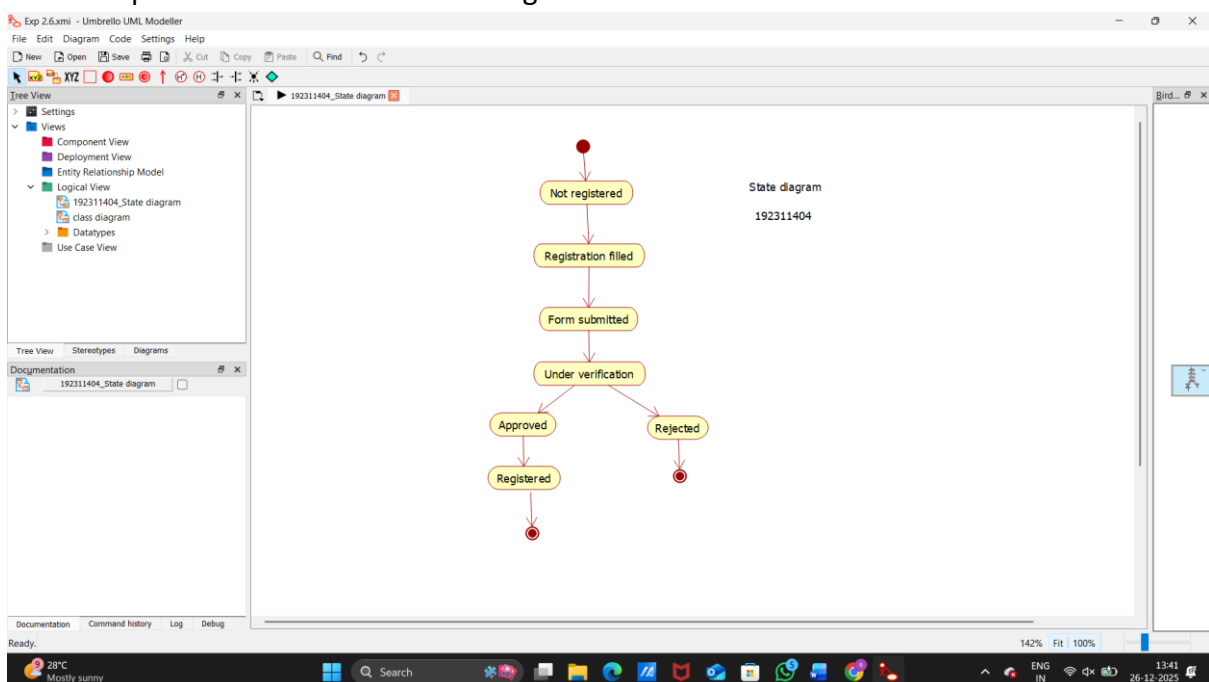 Exp 2.6.xmi - Umbrello UML Modeller
File Edit Diagram Code Settings Help
New Open Save Cut Copy Paste Find
XYZ
Tree View
192311404_State diagram
Bird...
Settings
Views
Component View
Deployment View
Entity Relationship Model
Logical View
192311404_State diagram
class diagram
Datatypes
Use Case View
Tree View Stereotypes Diagrams
Documentation
192311404_State diagram
Documentation Command history Log Debug
Not registered
Registration filled
Form submitted
Under verification
Approved
Rejected
Registered
State diagram
192311404
Ready.
142% Fit 100%
9
28°C
Mostly sunny
Search
ENG
IN
13:41
26-12-2025